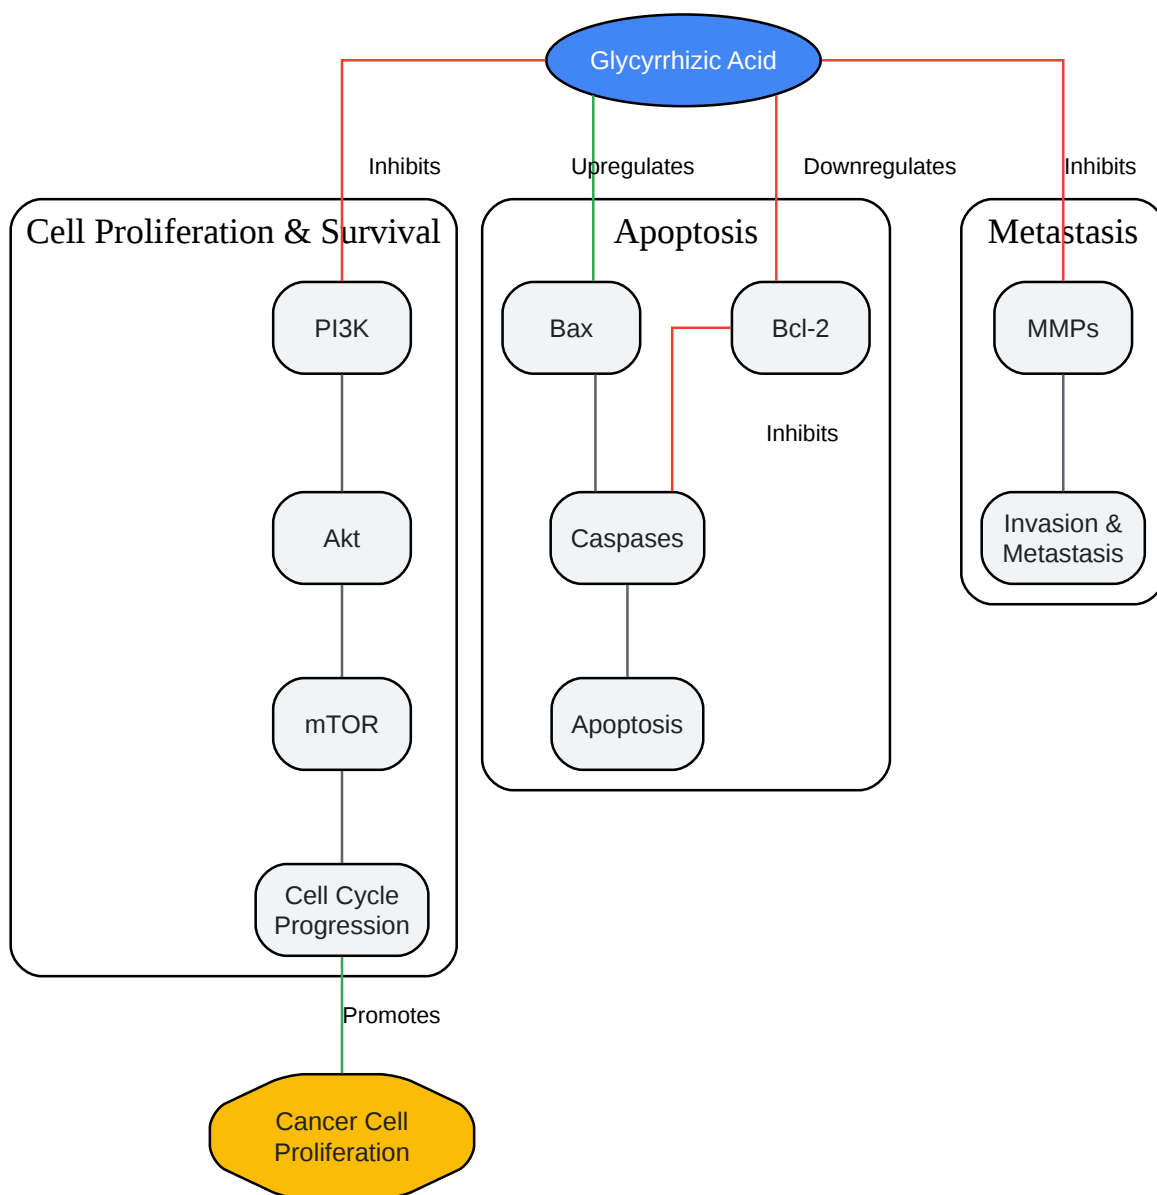 Glycyrrhizic Acid
Inhibits
Upregulates
Downregulates
Inhibits
Cell Proliferation & Survival
Apoptosis
Metastasis
PI3K
Bax
Bcl-2
MMPs
Inhibits
Akt
Caspases
Invasion &
Metastasis
mTOR
Apoptosis
Cell Cycle
Progression
Promotes
Cancer Cell
Proliferation